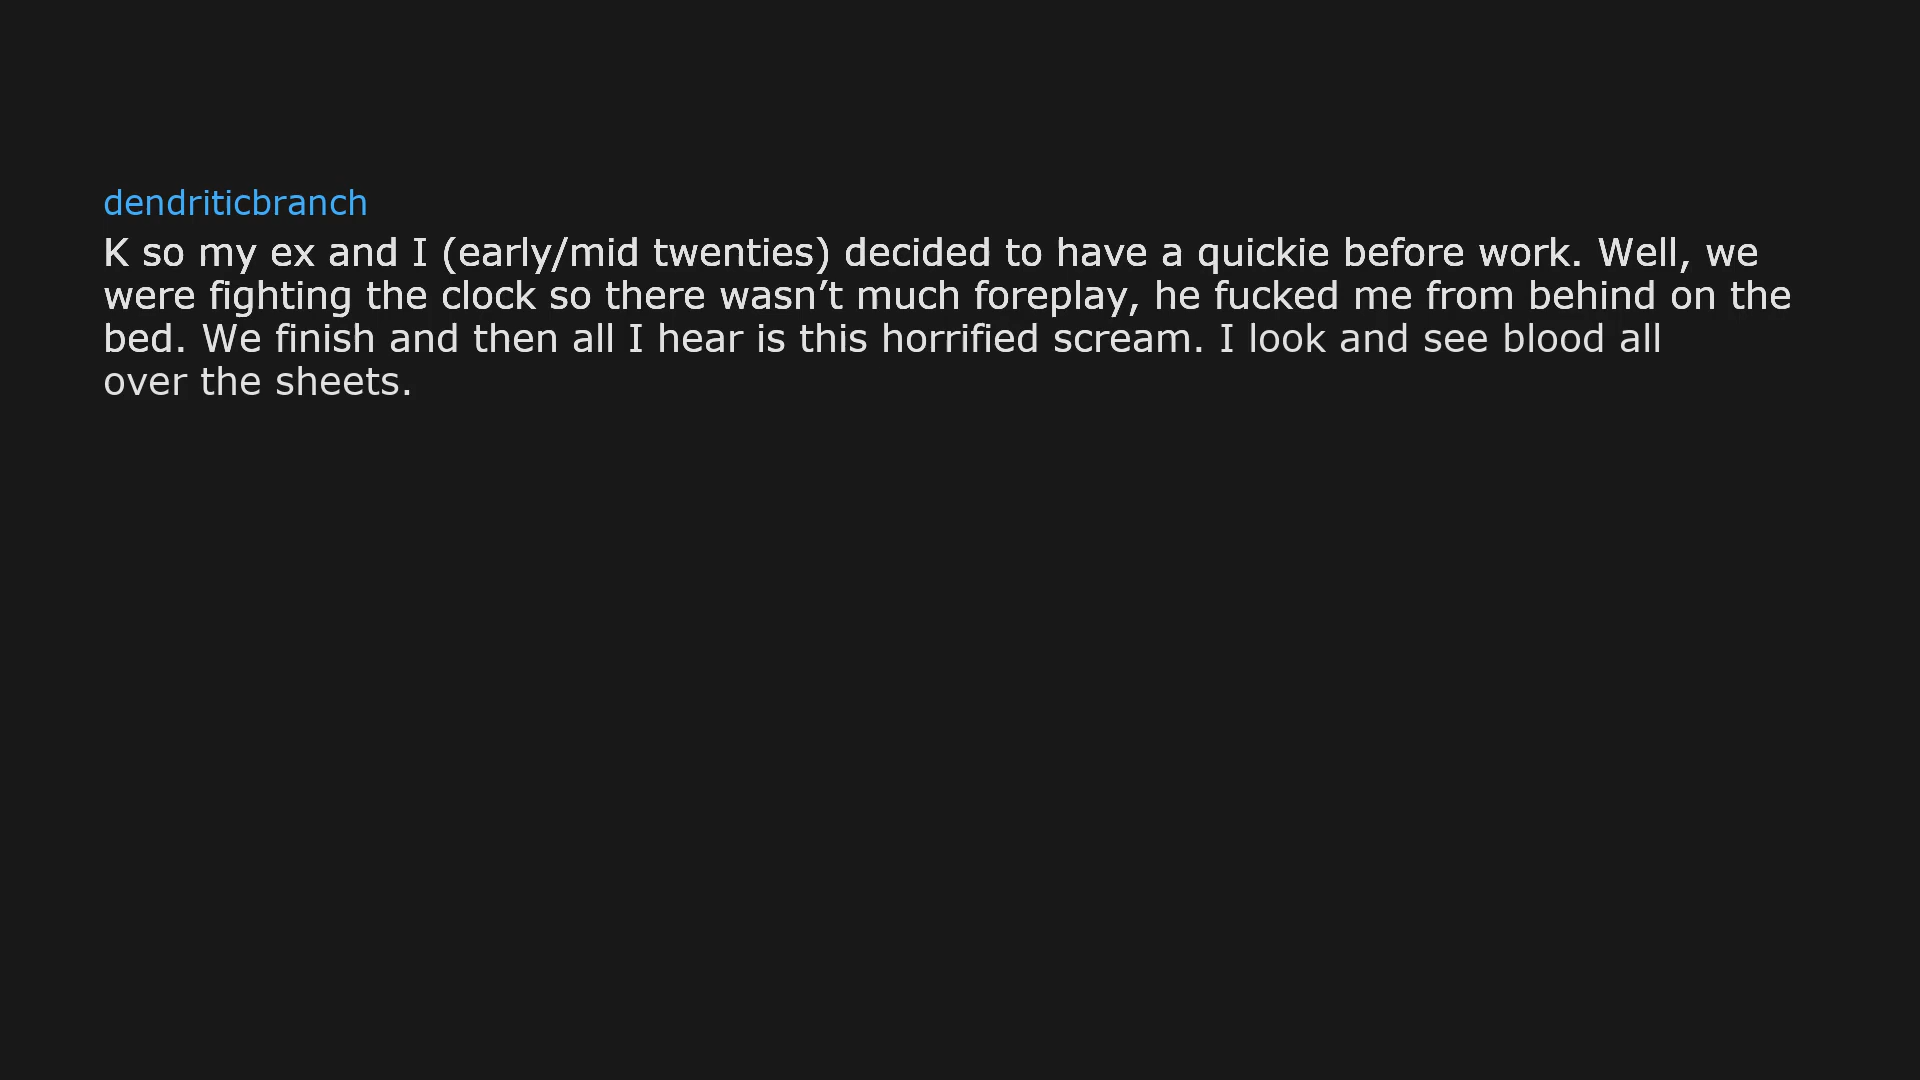 dendriticbranch
K so my ex and I (early/mid twenties) decided to have a quickie before work. Well, we
were fighting the clock so there wasn’t much foreplay, he fucked me from behind on the
bed. We finish and then all I hear is this horrified scream. I look and see blood all
over the sheets.